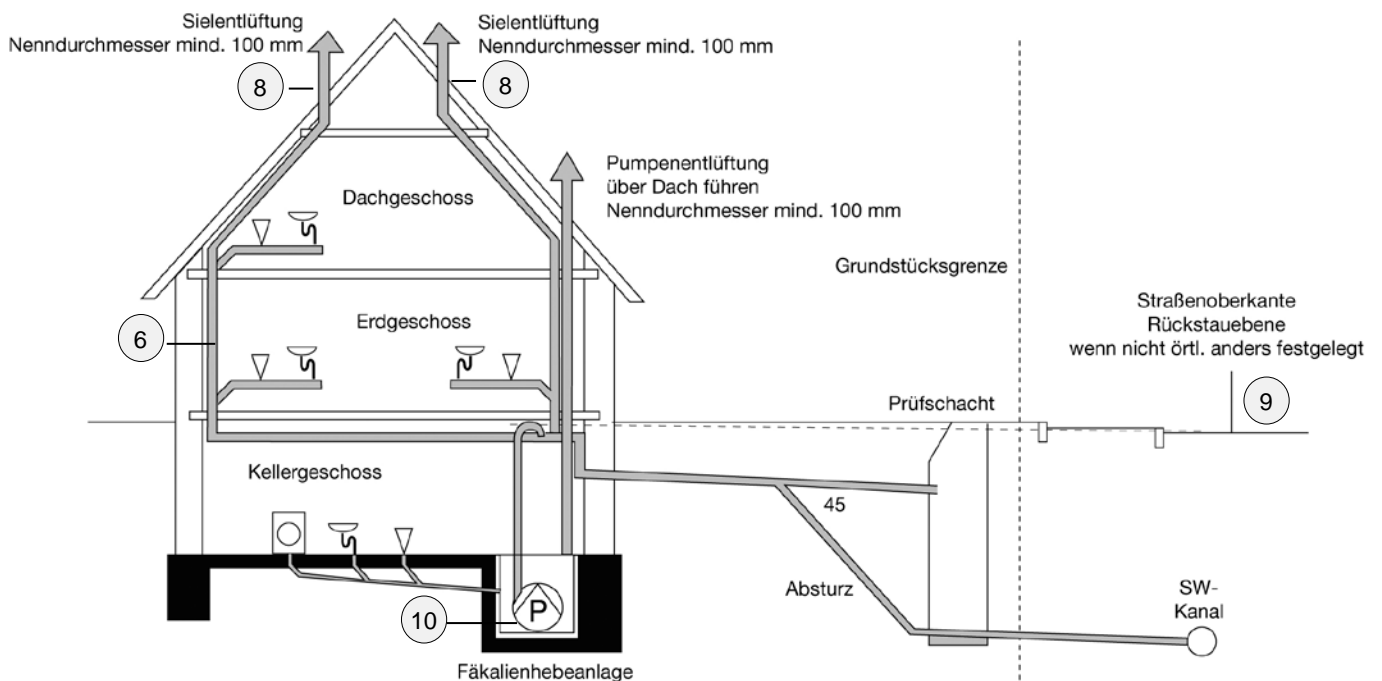 Sielentlüftung
Nenndurchmesser mind. 100 mm
8
Sielentlüftung
Nenndurchmesser mind. 100 mm
8
Pumpenentlüftung
über Dach führen
Nenndurchmesser mind. 100 mm
Dachgeschoss
Grundstücksgrenze
Straßenoberkante
Rückstauebene
wenn nicht örtl. anders festgelegt
6
Erdgeschoss
9
Prüfschacht
Kellergeschoss
45
Absturz
SW-
Kanal
10
P
Fäkalienhebeanlage